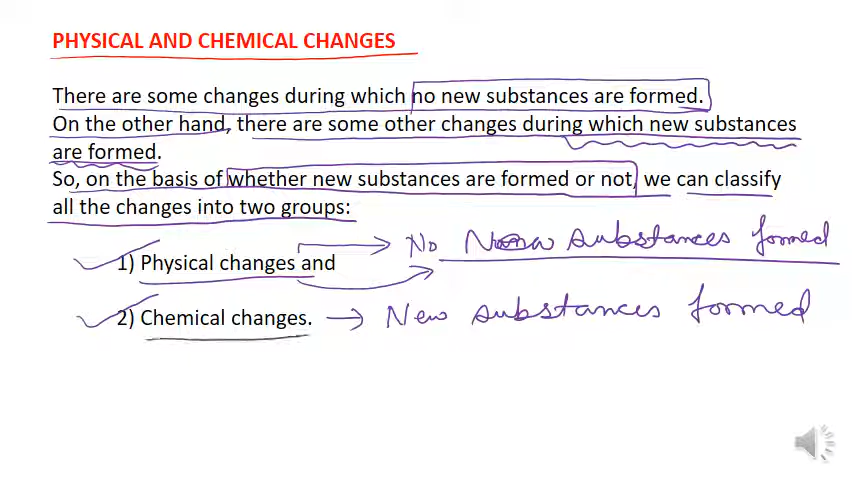 PHYSICAL AND CHEMICAL CHANGES
There are some changes during which no new substances are formed.
On the other hand, there are some other changes during which new substances
are formed.
So, on the basis of whether new substances are formed or not, we can classify
all the changes into two groups:
No New substances formed
1) Physical changes and
2) Chemical changes. → New substances formed